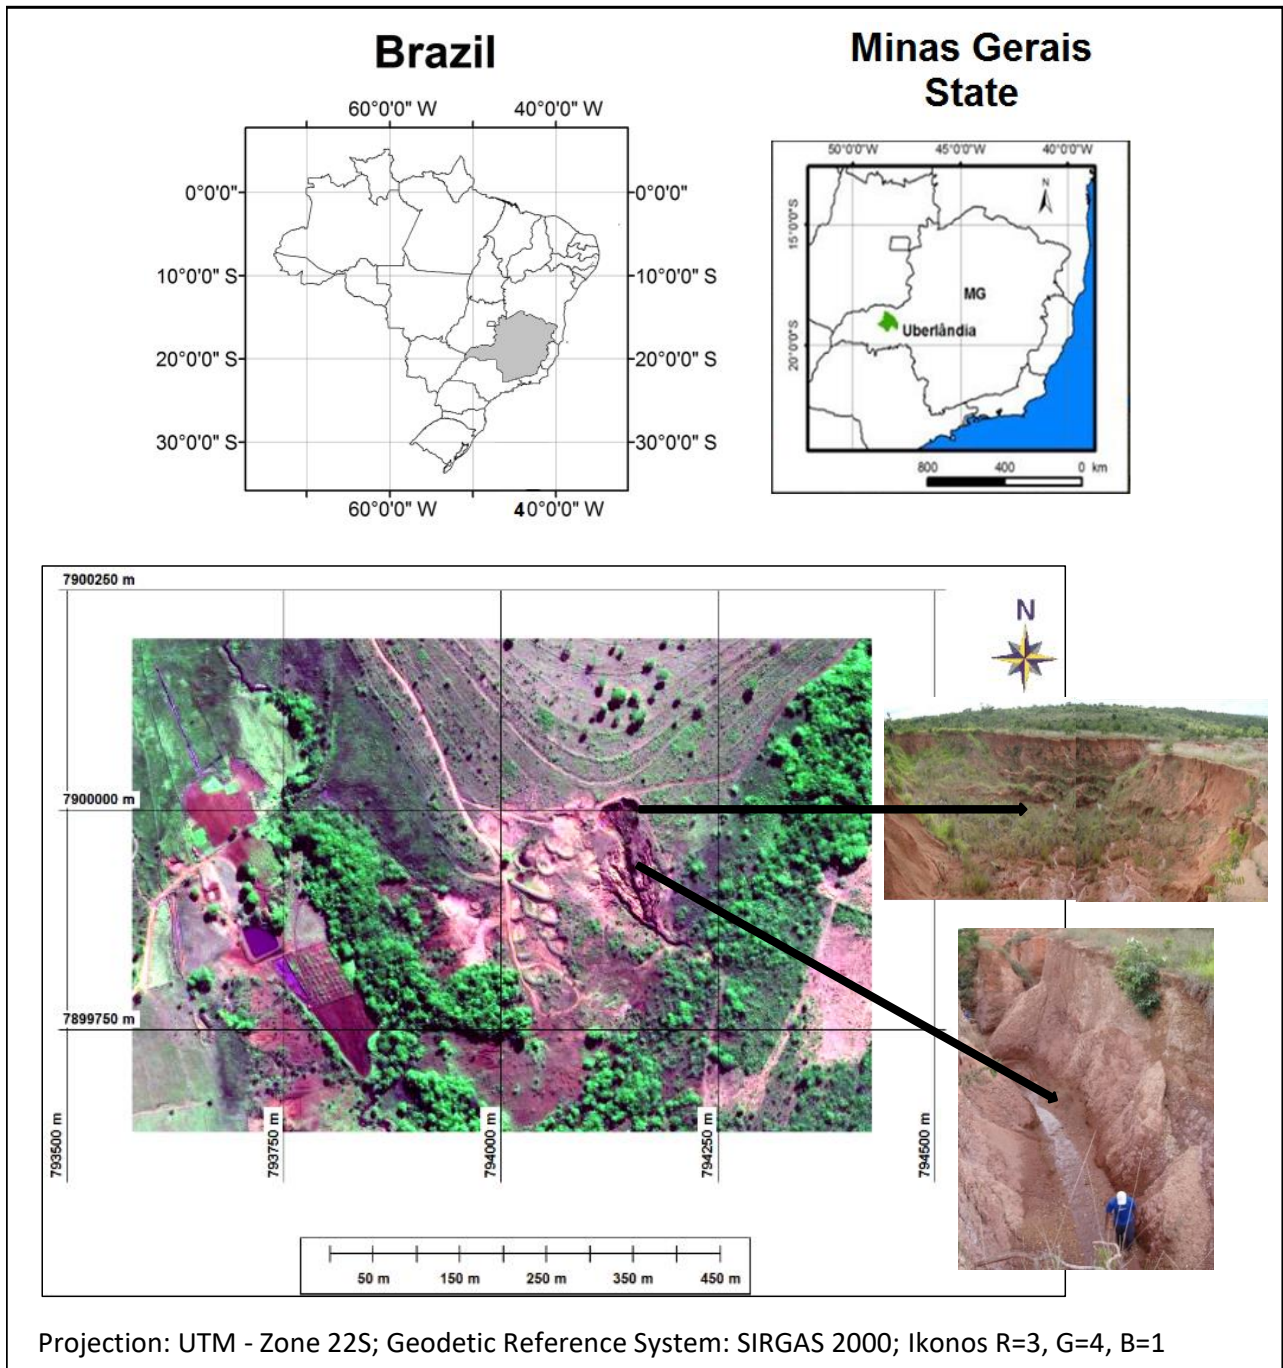 Brazil
60°0'0" W 40°0'0" W
0°0'0" 0°0'0"
10°0'0" S 10°0'0" S
20°0'0" S 20°0'0" S
30°0'0" S 30°0'0" S
60°0'0" W 40°0'0" W
Minas Gerais
State
50°0'0"W 45°0'0"W 40°0'0"W
N
15°0'0"S
MG
Uberlândia
20°0'0"S
800 400 0 km
7900250 m
N
7900000 m
7899750 m
793500 m 793750 m 794000 m 794250 m 794500 m
50 m 150 m 250 m 350 m 450 m
Projection: UTM - Zone 22S; Geodetic Reference System: SIRGAS 2000; Ikonos R=3, G=4, B=1